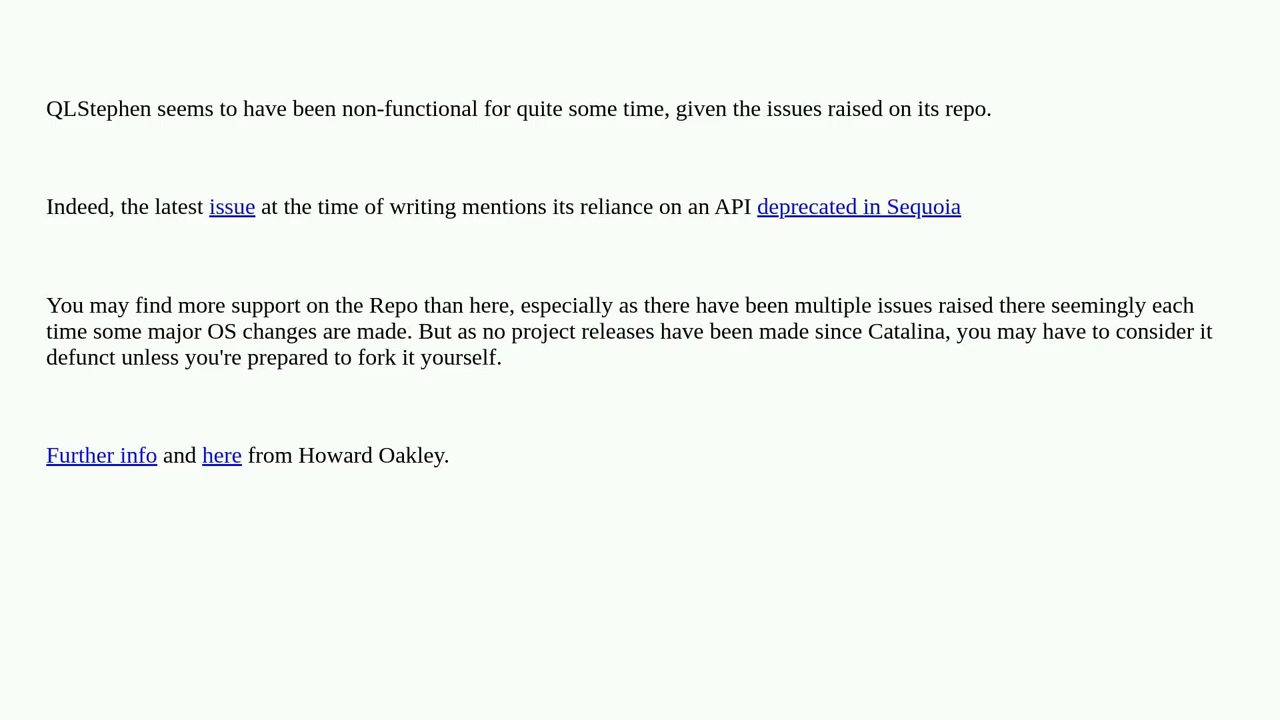 QLStephen seems to have been non-functional for quite some time, given the issues raised on its repo.
Indeed, the latest issue at the time of writing mentions its reliance on an API deprecated in Sequoia
You may find more support on the Repo than here, especially as there have been multiple issues raised there seemingly each
time some major OS changes are made. But as no project releases have been made since Catalina, you may have to consider it
defunct unless you're prepared to fork it yourself.
Further info and here from Howard Oakley.